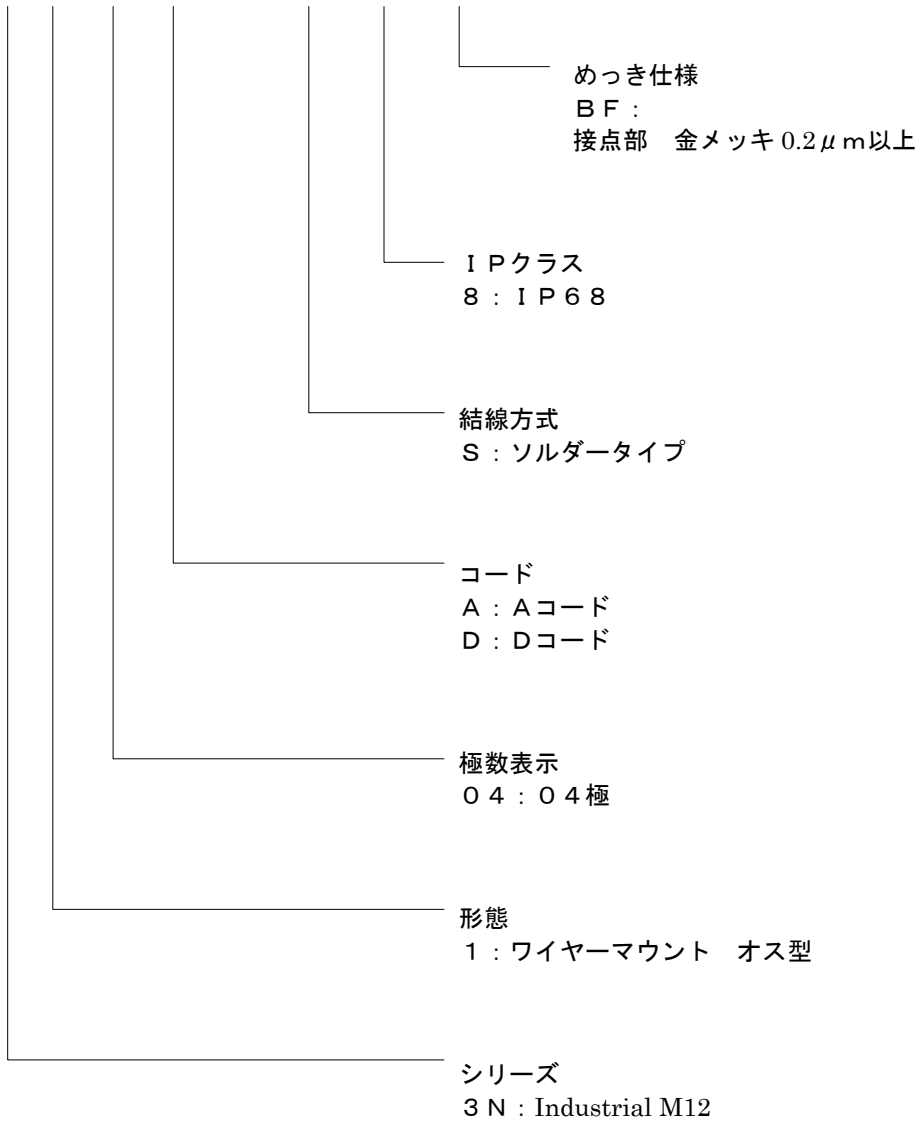 めっき仕様
ＢＦ：
接点部　金メッキ 0.2μｍ以上
ＩＰクラス
８：ＩＰ６８
結線方式
Ｓ：ソルダータイプ
コード
Ａ：Ａコード
Ｄ：Ｄコード
極数表示
０４：０４極
形態
１：ワイヤーマウント　オス型
シリーズ
３Ｎ：Industrial M12